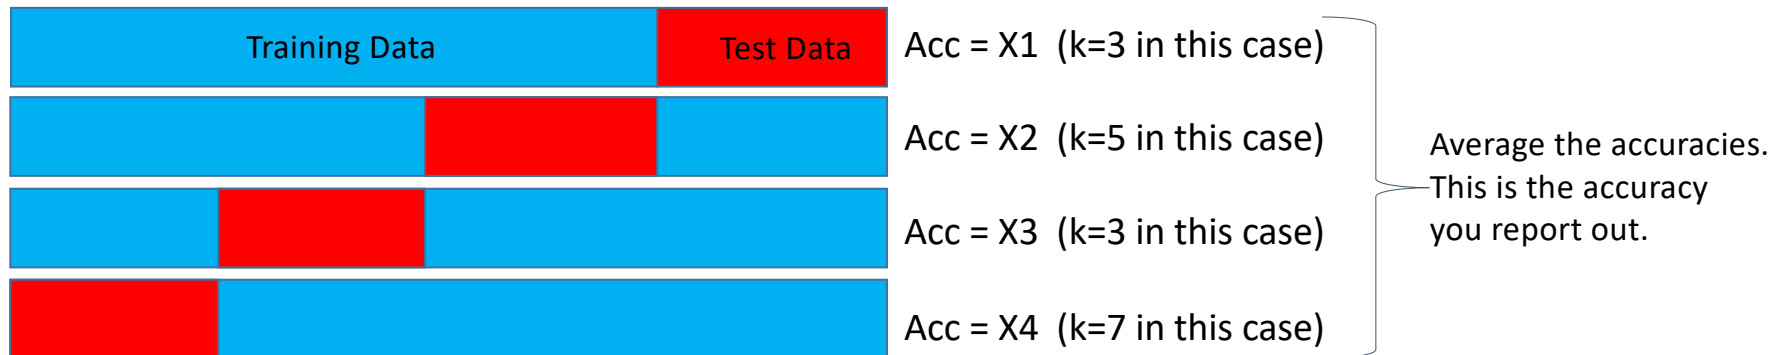 Training Data
Test Data
Acc = X1 (k=3 in this case)
Acc = X2 (k=5 in this case)
Acc = X3 (k=3 in this case)
Acc = X4 (k=7 in this case)
Average the accuracies.
This is the accuracy
you report out.